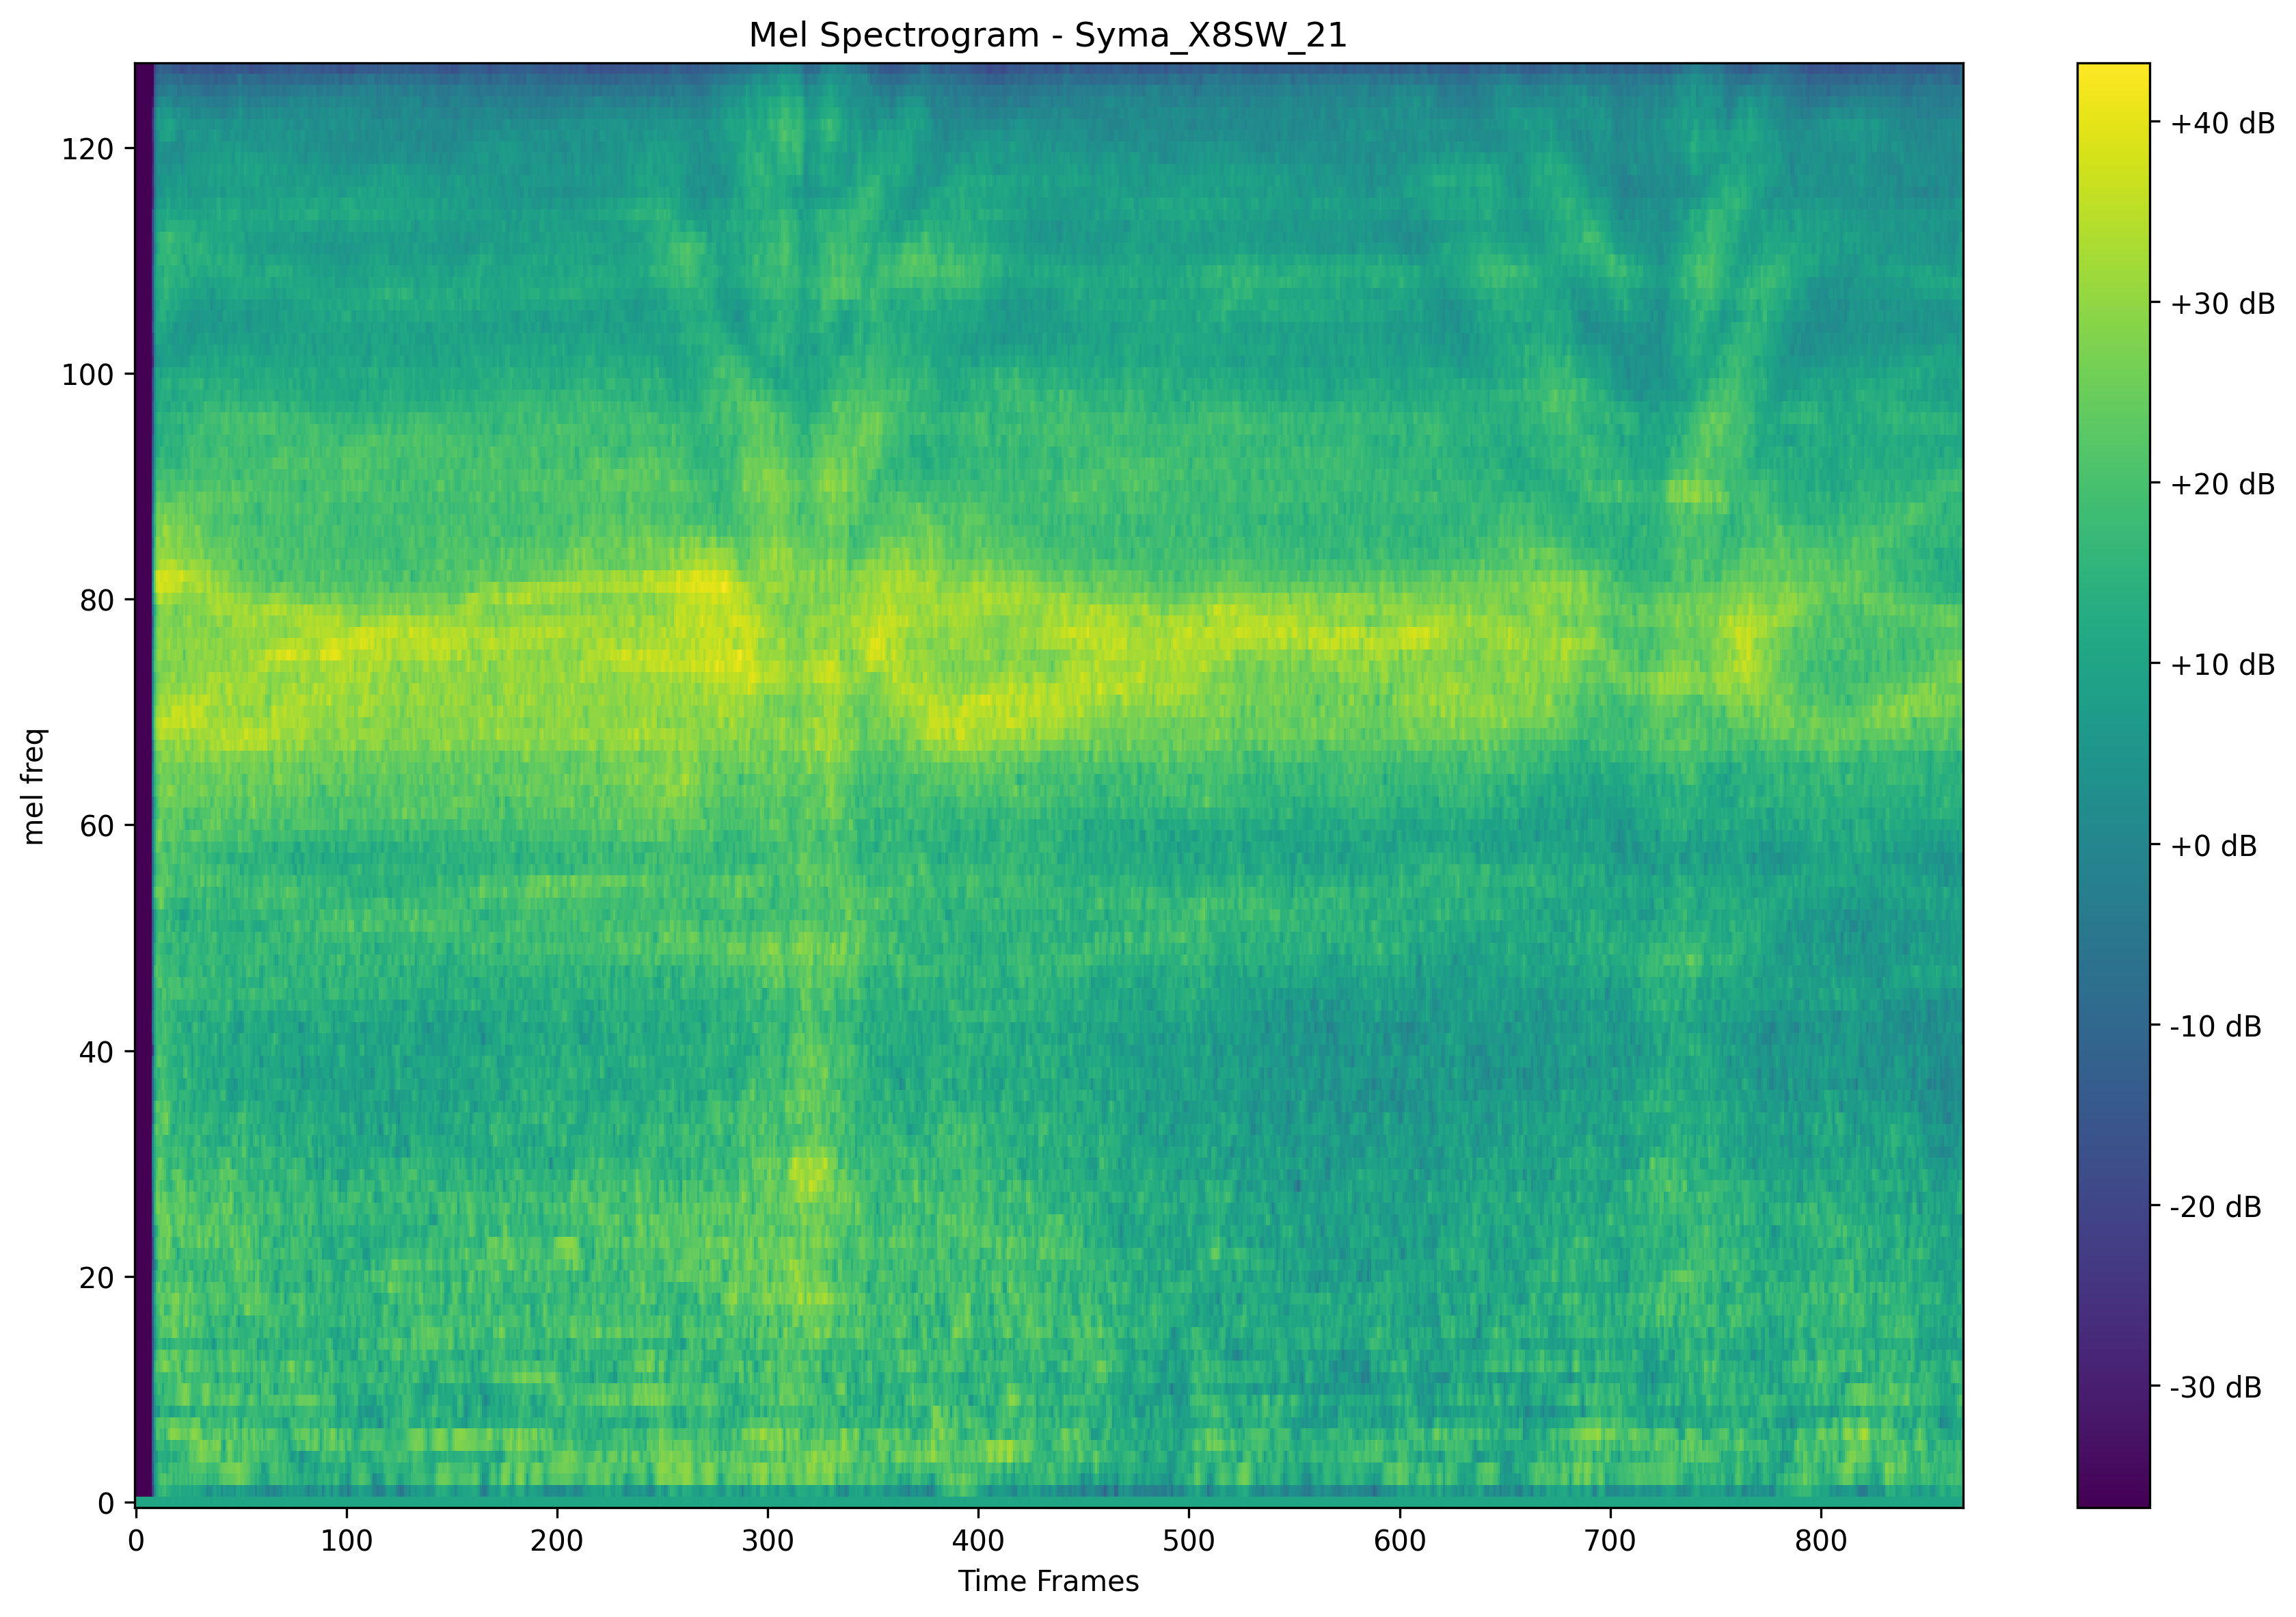 Mel Spectrogram - Syma_X8SW_21
mel freq
120
100
80
60
40
20
0
0 100 200 300 400 500 600 700 800
Time Frames
+40 dB
+30 dB
+20 dB
+10 dB
+0 dB
-10 dB
-20 dB
-30 dB